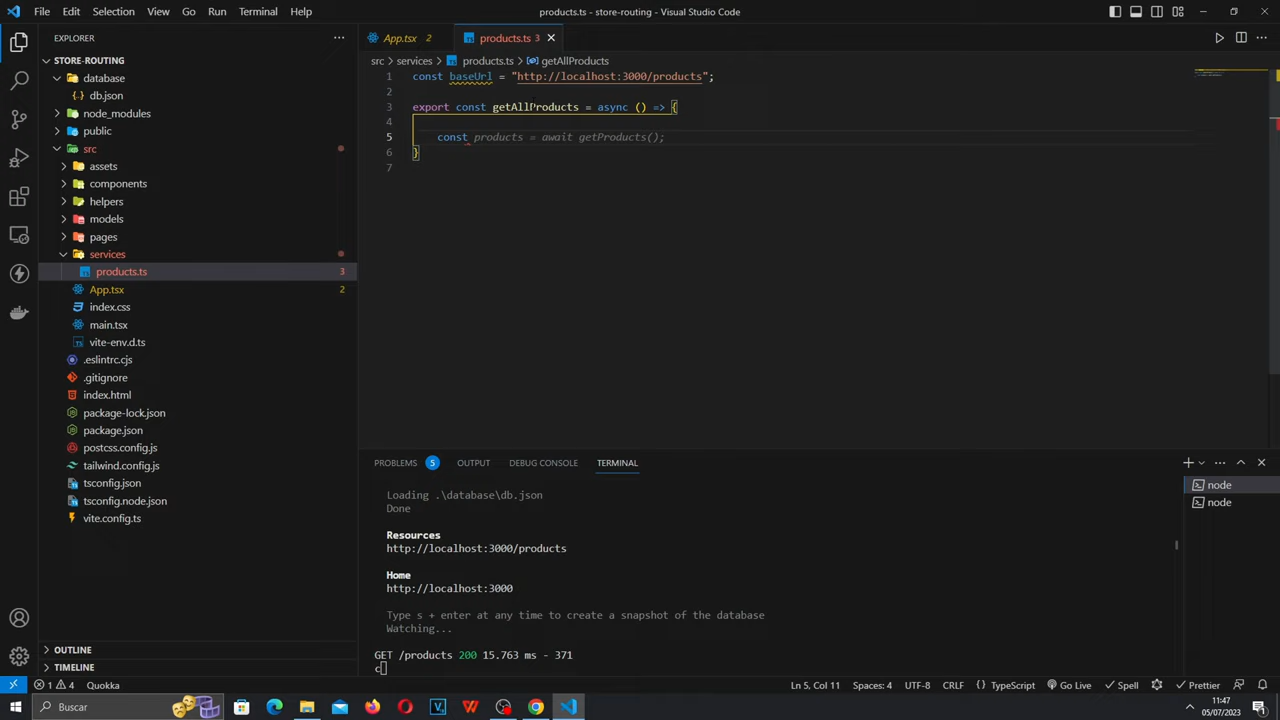 File Edit Selection View Go Run Terminal Help
products.ts - store-routing - Visual Studio Code
EXPLORER
STORE-ROUTING
database
db.json
node_modules
public
src
assets
components
helpers
models
pages
services
products.ts 3
App.tsx 2
index.css
main.tsx
vite-env.d.ts
.eslintrc.cjs
.gitignore
index.html
package-lock.json
package.json
postcss.config.js
tailwind.config.js
tsconfig.json
tsconfig.node.json
vite.config.ts
OUTLINE
TIMELINE
App.tsx 2 products.ts 3
src > services > products.ts > getAllProducts
1 const baseUrl = "http://localhost:3000/products";
2
3 export const getAllProducts = async () => {
4
5 const products = await getProducts();
6 }
7
PROBLEMS 5 OUTPUT DEBUG CONSOLE TERMINAL
node
node
Loading .\database\db.json
Done
Resources
http://localhost:3000/products
Home
http://localhost:3000
Type s + enter at any time to create a snapshot of the database
Watching...
GET /products 200 15.763 ms - 371
c
1 4 Quokka Ln 5, Col 11 Spaces: 4 UTF-8 CRLF TypeScript Go Live Spell Prettier
Buscar
11:47
05/07/2023
1